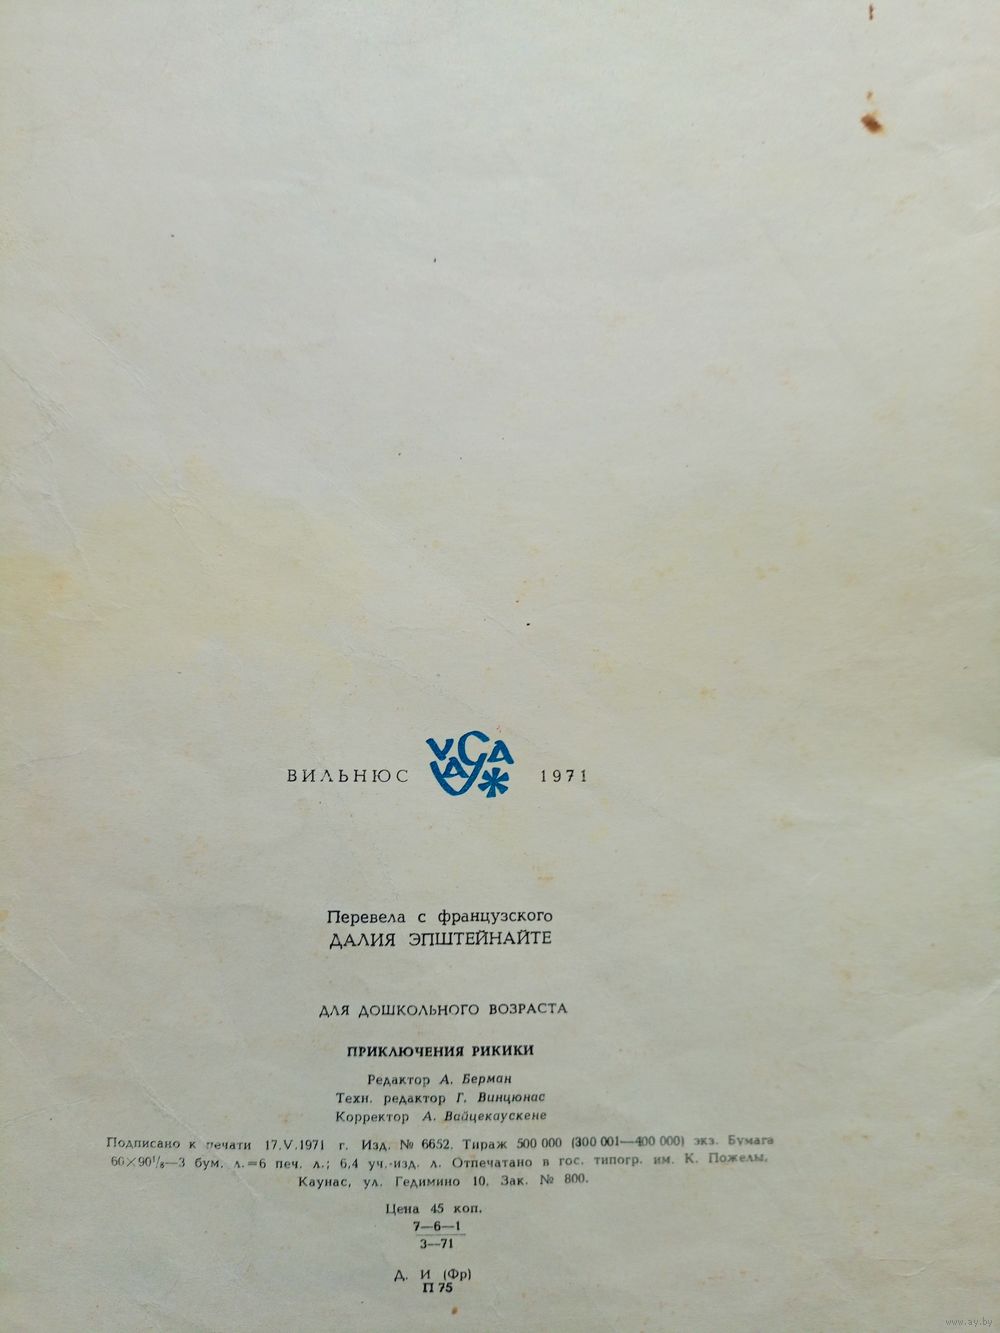 VAGA
ВИЛЬНЮС 1971
Перевела с французского
ДАЛИЯ ЭПШТЕЙНАЙТЕ
ДЛЯ ДОШКОЛЬНОГО ВОЗРАСТА
ПРИКЛЮЧЕНИЯ РИКИКИ
Редактор А. Берман
Техн. редактор Г. Винцюнас
Корректор А. Вайцекаускене
Подписано к печати 17.V.1971 г. Изд. № 6652. Тираж 500 000 (300 001—400 000) экз. Бумага
60×90¹/₈—3 бум. л.=6 печ. л.; 6,4 уч.-изд. л. Отпечатано в гос. типогр. им. К. Пожелы,
Каунас, ул. Гедимино 10. Зак. № 800.
Цена 45 коп.
7—6—1
3—71
Д. И (Фр)
П 75
www.ay.by